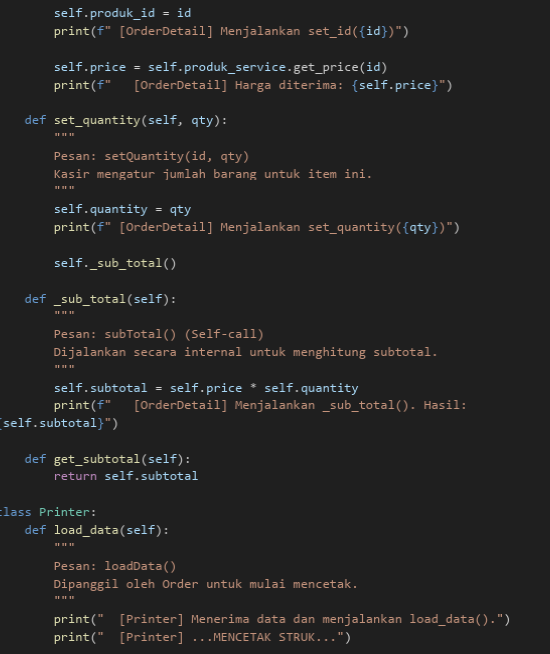 self.produk_id = id
        print(f" [OrderDetail] Menjalankan set_id({id})")

        self.price = self.produk_service.get_price(id)
        print(f"   [OrderDetail] Harga diterima: {self.price}")

    def set_quantity(self, qty):
        """
        Pesan: setQuantity(id, qty)
        Kasir mengatur jumlah barang untuk item ini.
        """
        self.quantity = qty
        print(f" [OrderDetail] Menjalankan set_quantity({qty})")

        self._sub_total()

    def _sub_total(self):
        """
        Pesan: subTotal() (Self-call)
        Dijalankan secara internal untuk menghitung subtotal.
        """
        self.subtotal = self.price * self.quantity
        print(f"   [OrderDetail] Menjalankan _sub_total(). Hasil:
{self.subtotal}")

    def get_subtotal(self):
        return self.subtotal

class Printer:
    def load_data(self):
        """
        Pesan: loadData()
        Dipanggil oleh Order untuk mulai mencetak.
        """
        print("  [Printer] Menerima data dan menjalankan load_data().")
        print("  [Printer] ...MENCETAK STRUK...")